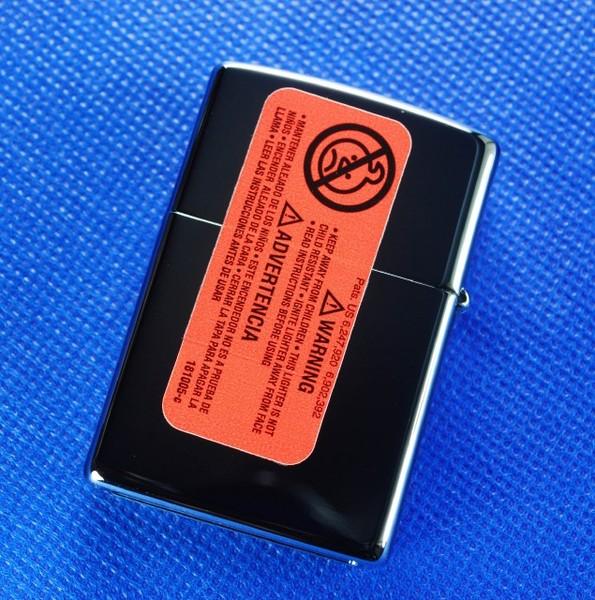 Pats. US 6,247,920 6,902,392
WARNING
• KEEP AWAY FROM CHILDREN • THIS LIGHTER IS NOT
CHILD RESISTANT • IGNITE LIGHTER AWAY FROM FACE
• READ INSTRUCTIONS BEFORE USING
ADVERTENCIA
• MANTENER ALEJADO DE LOS NIÑOS • ESTE ENCENDEDOR NO ES A PRUEBA DE
NIÑOS • ENCENDER ALEJADO DE LA CARA • CERRAR LA TAPA PARA APAGAR LA
LLAMA • LEER LAS INSTRUCCIONES ANTES DE USAR
181005-c